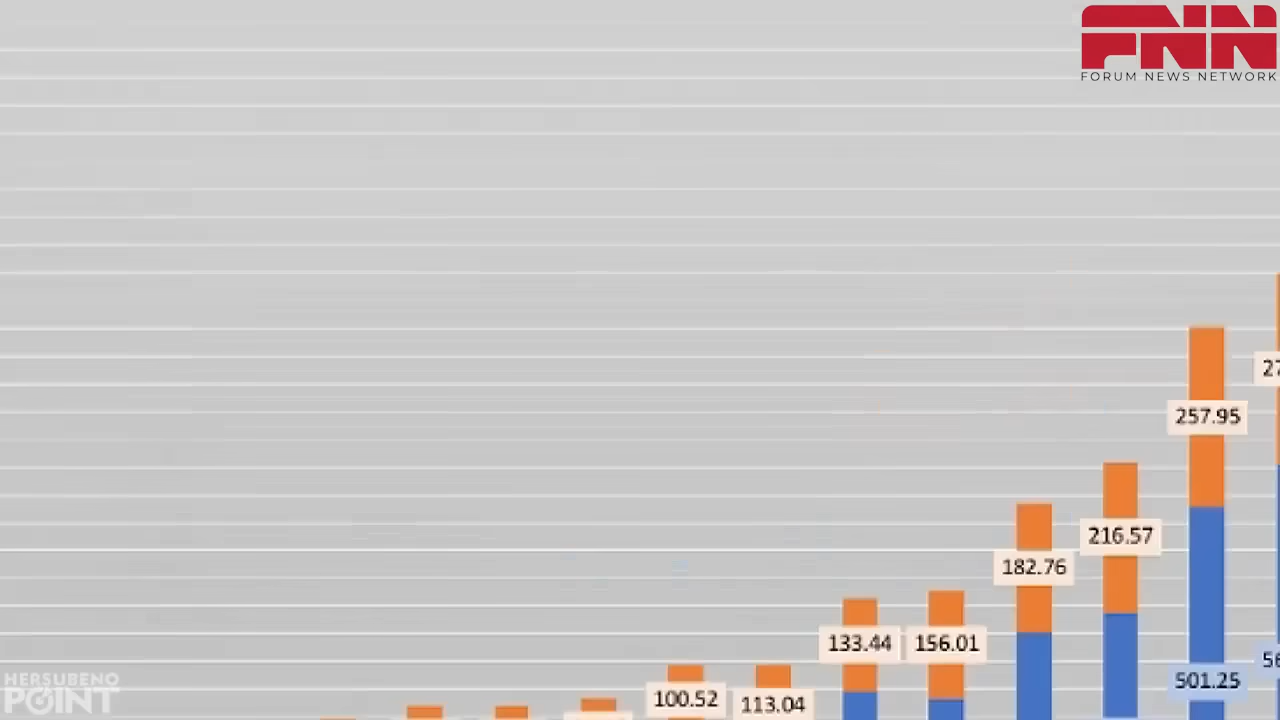 FNN
FORUM NEWS NETWORK
257.95
216.57
182.76
133.44
156.01
501.25
100.52
113.04
HERSUBENO
POINT